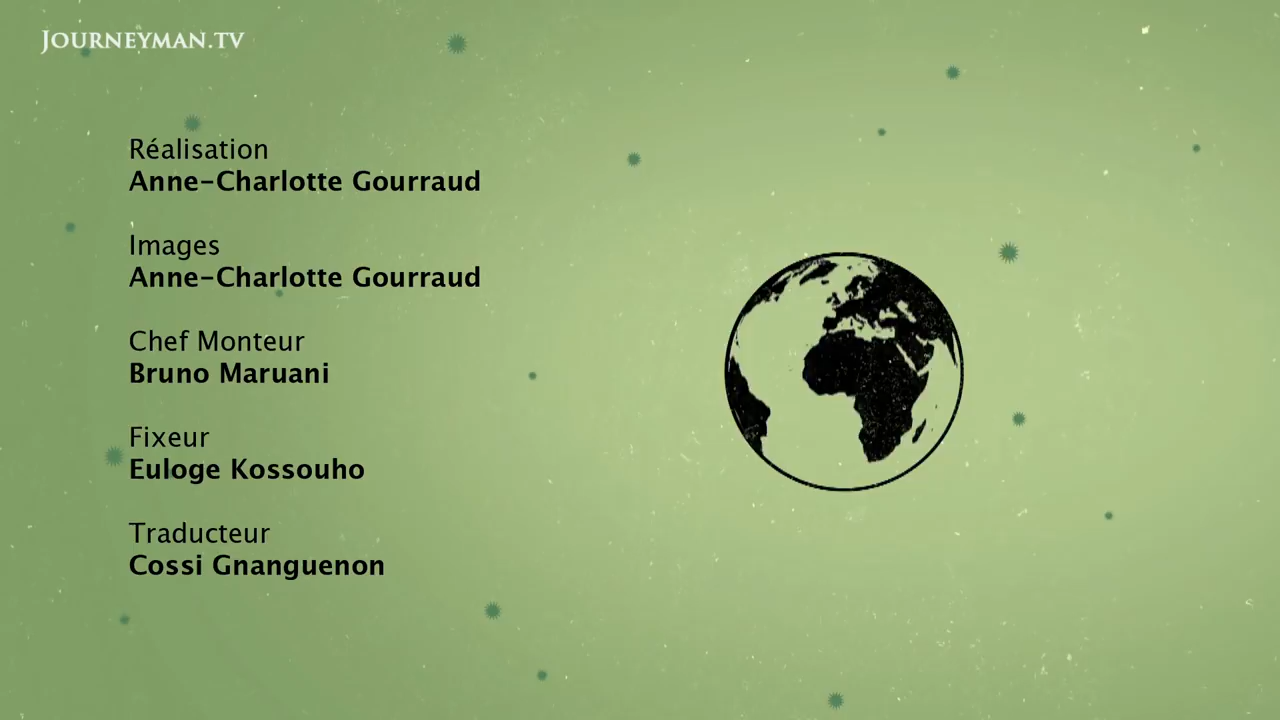 JOURNEYMAN.TV
Réalisation
Anne-Charlotte Gourraud
Images
Anne-Charlotte Gourraud
Chef Monteur
Bruno Maruani
Fixeur
Euloge Kossouho
Traducteur
Cossi Gnanguenon